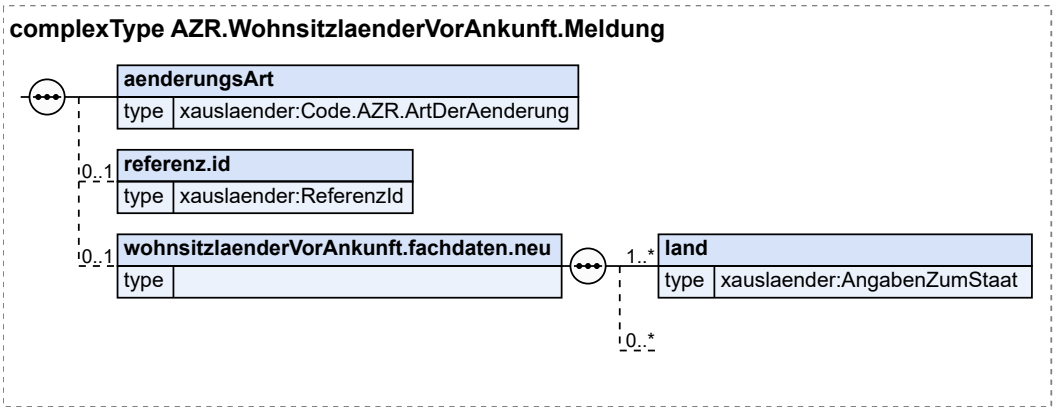 complexType AZR.WohnsitzlaenderVorAnkunft.Meldung
aenderungsArt
type xauslaender:Code.AZR.ArtDerAenderung
0..1 referenz.id
type xauslaender:ReferenzId
0..1 wohnsitzlaenderVorAnkunft.fachdaten.neu 1..* land
type type xauslaender:AngabenZumStaat
0..*